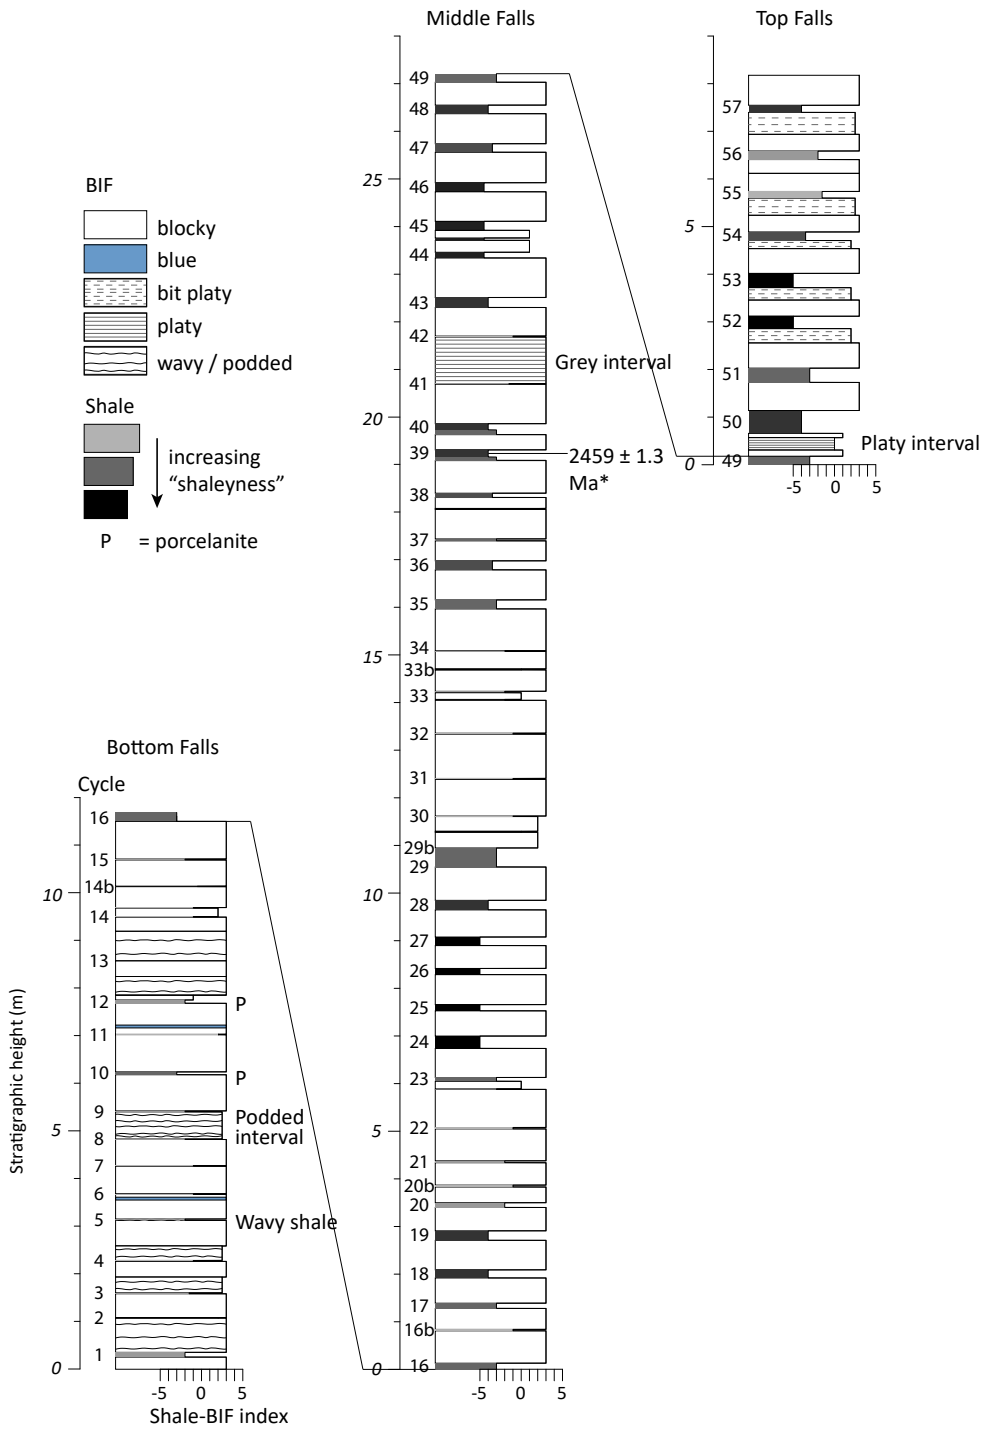 Middle Falls
Top Falls
BIF
blocky
blue
bit platy
platy
wavy / podded
Shale
increasing
“shaleyness”
P = porcelanite
49
48
47
46
45
44
43
42
41
40
39
38
37
36
35
34
33b
33
32
31
30
29b
29
28
27
26
25
24
23
22
21
20b
20
19
18
17
16b
16
25
20
15
10
5
0
Grey interval
2459 ± 1.3
Ma*
-5 0 5
57
56
55
54
53
52
51
50
49
5
0
Platy interval
-5 0 5
Bottom Falls
Cycle
16
15
14b
14
13
12
11
10
9
8
7
6
5
4
3
2
1
10
5
0
P
P
Podded
interval
Wavy shale
Stratigraphic height (m)
-5 0 5
Shale-BIF index